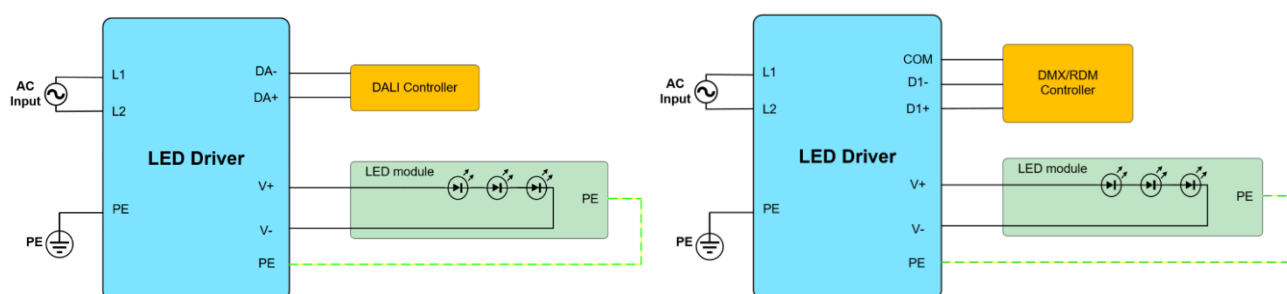 AC
Input
L1
L2
PE
PE
LED Driver
DA-
DA+
V+
V-
PE
DALI Controller
LED module
PE
AC
Input
L1
L2
PE
PE
LED Driver
COM
D1-
D1+
V+
V-
PE
DMX/RDM
Controller
LED module
PE